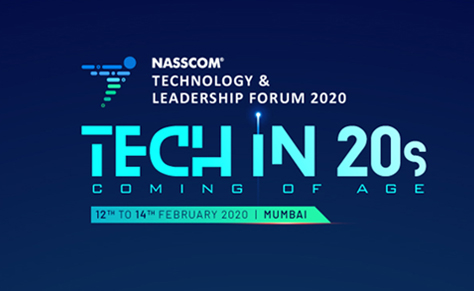 NASSCOM®
TECHNOLOGY &
LEADERSHIP FORUM 2020
TECH IN 20s
COMING OF AGE
12TH TO 14TH FEBRUARY 2020 | MUMBAI